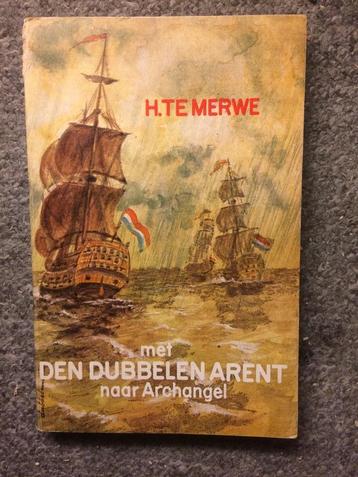 H.TE MERWE
met
DEN DUBBELEN ARENT
naar Archangel